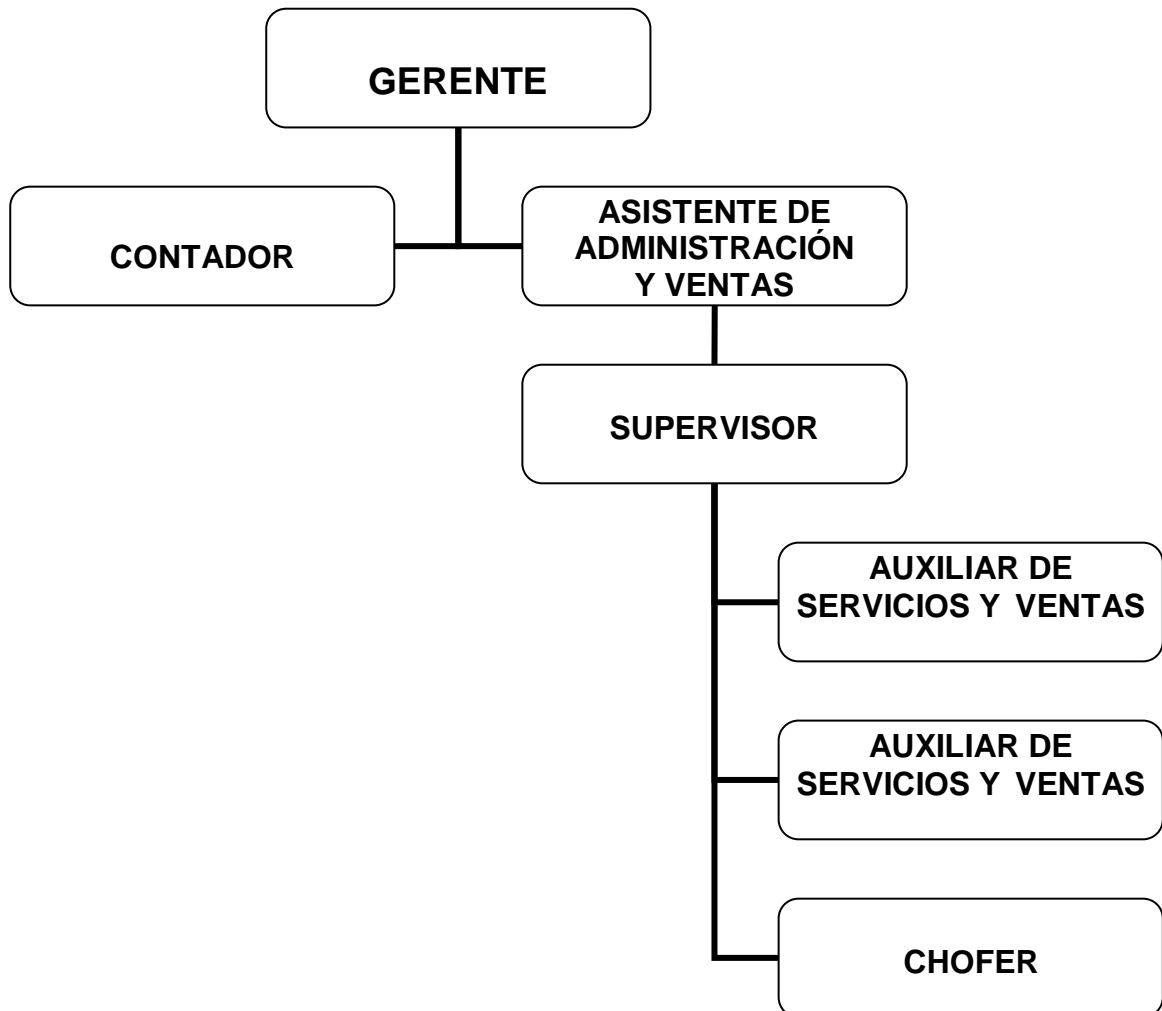 GERENTE
CONTADOR
ASISTENTE DE
ADMINISTRACIÓN
Y VENTAS
SUPERVISOR
AUXILIAR DE
SERVICIOS Y VENTAS
AUXILIAR DE
SERVICIOS Y VENTAS
CHOFER